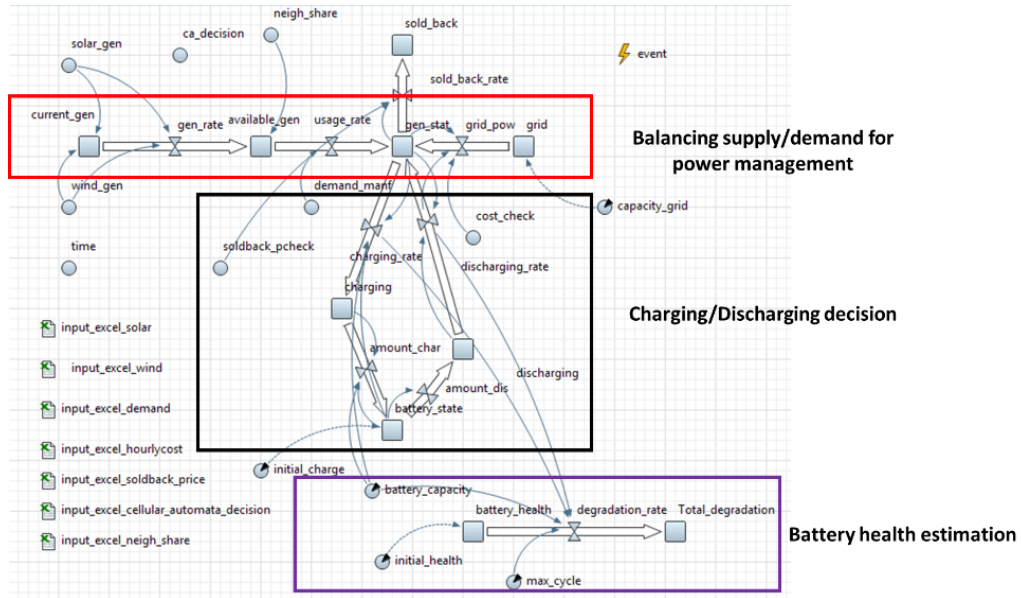 sold_back
neigh_share
ca_decision
solar_gen
event
sold_back_rate
current_gen
gen_rate
available_gen
usage_rate
gen_stat
grid_pow
grid
Balancing supply/demand for
power management
wind_gen
demand_manf
capacity_grid
cost_check
time
soldback_pcheck
charging_rate
discharging_rate
charging
Charging/Discharging decision
input_excel_solar
amount_char
input_excel_wind
discharging
amount_dis
input_excel_demand
battery_state
input_excel_hourlycost
initial_charge
input_excel_soldback_price
battery_capacity
input_excel_cellular_automata_decision
battery_health
degradation_rate
Total_degradation
Battery health estimation
input_excel_neigh_share
initial_health
max_cycle